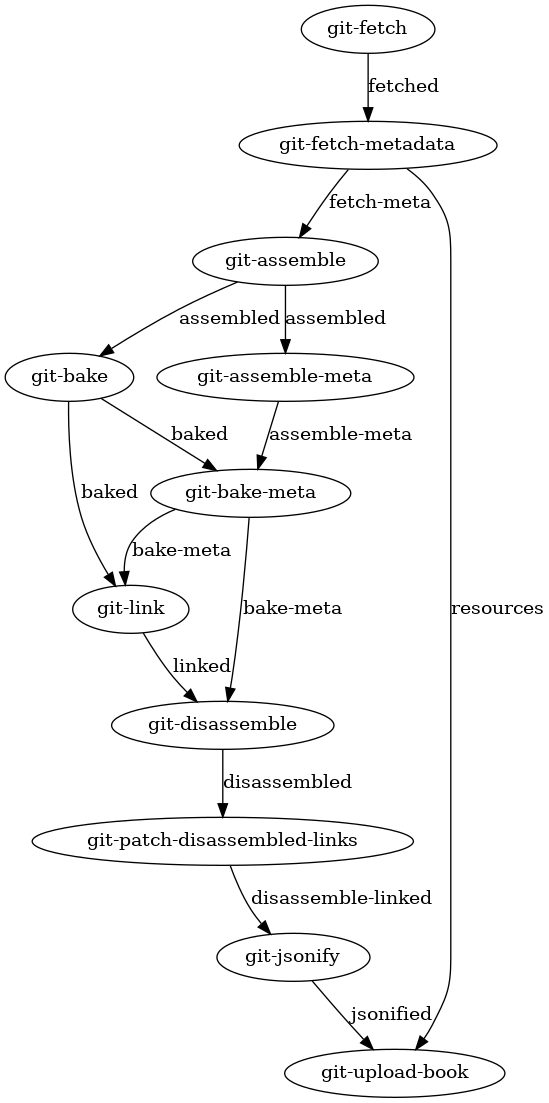 git-fetch
fetched
git-fetch-metadata
fetch-meta
git-assemble
assembled
assembled
git-bake
git-assemble-meta
baked
assemble-meta
baked
git-bake-meta
bake-meta
git-link
bake-meta
resources
linked
git-disassemble
disassembled
git-patch-disassembled-links
disassemble-linked
git-jsonify
jsonified
git-upload-book